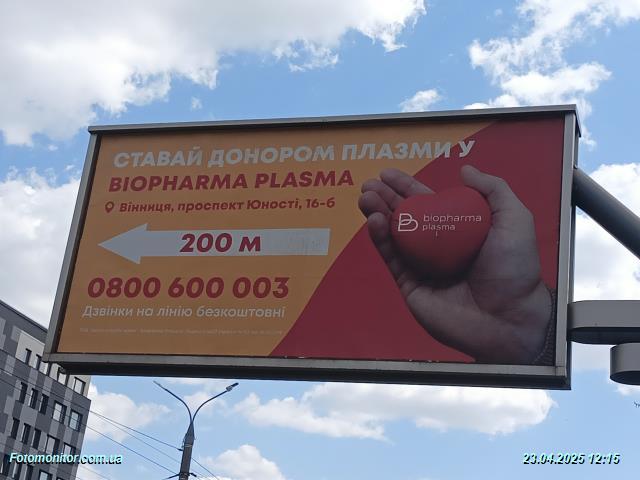 СТАВАЙ ДОНОРОМ ПЛАЗМИ У
BIOPHARMA PLASMA
Вінниця, проспект Юності, 16-б
200 м
0800 600 003
Дзвінки на лінію безкоштовні
biopharma
plasma
Fotomonitor.com.ua
23.04.2025 12:15